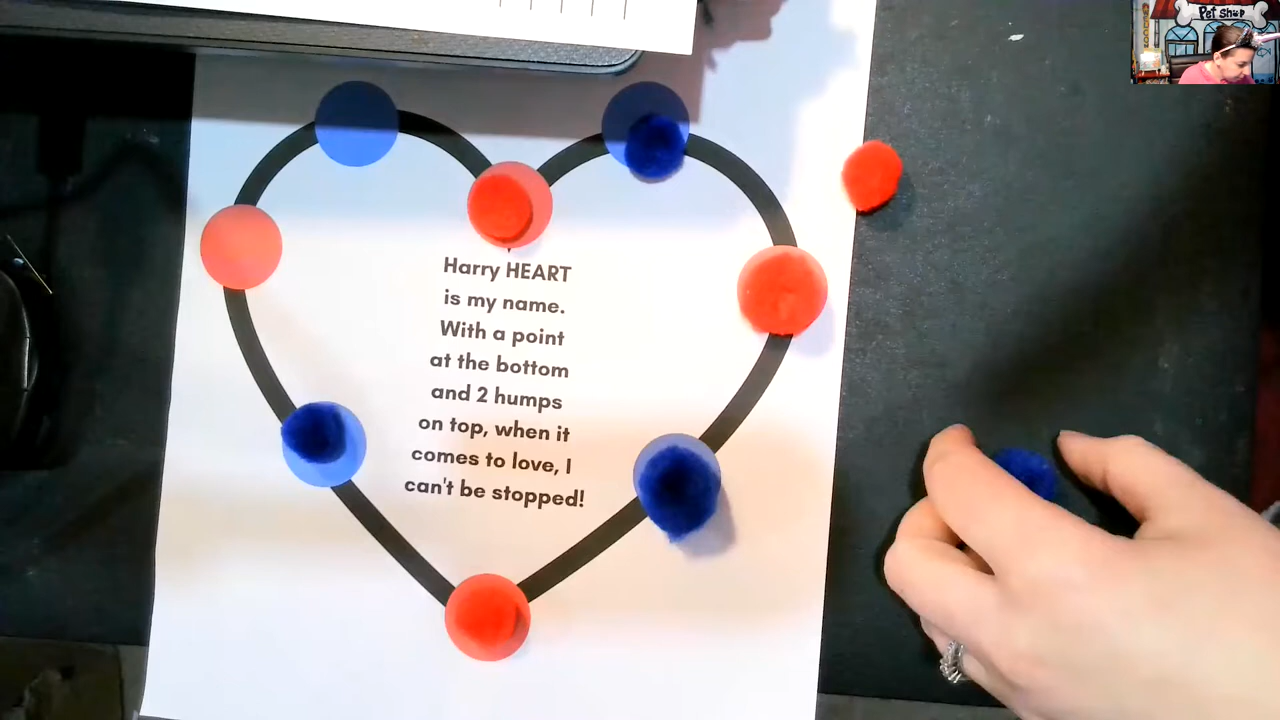 Pet Shop
Harry HEART
is my name.
With a point
at the bottom
and 2 humps
on top, when it
comes to love, I
can't be stopped!